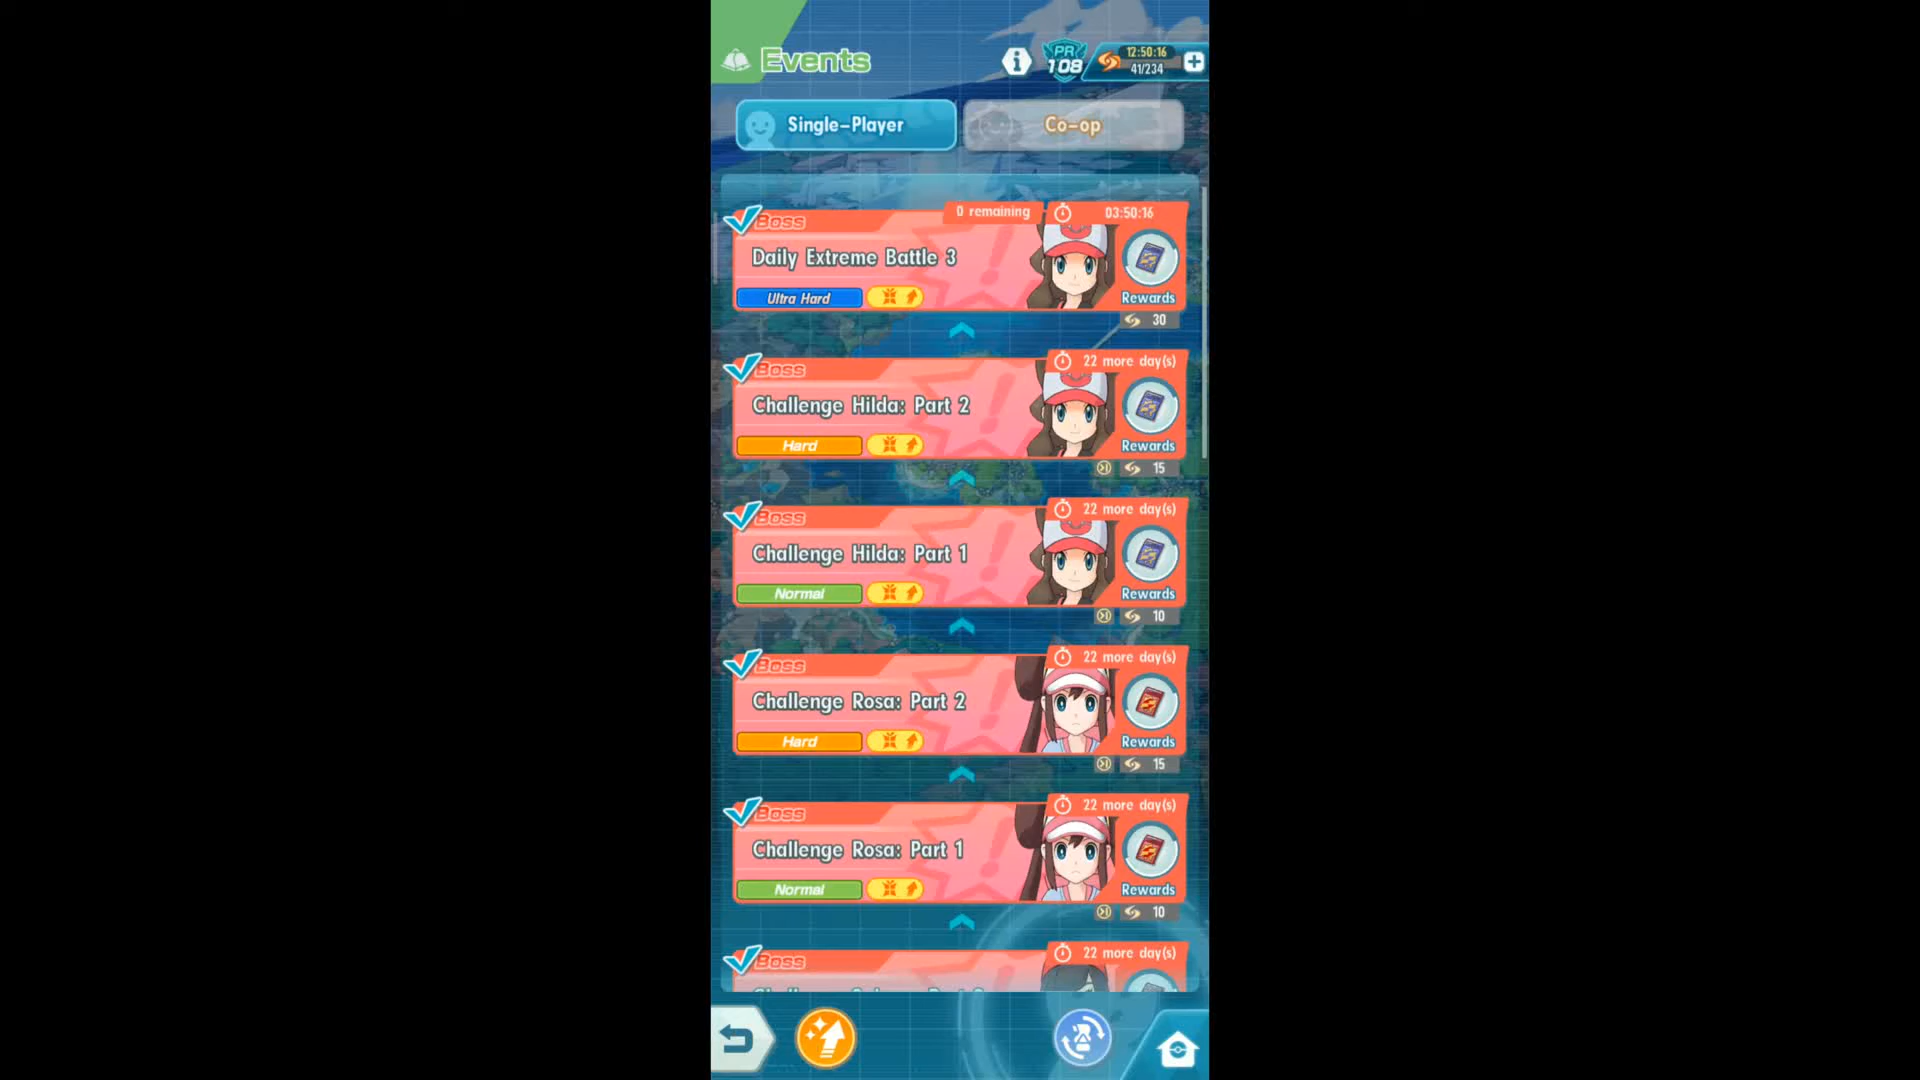 Events
PR
108
12:50:16
41/234
Single-Player
Co-op
Boss
0 remaining
03:50:16
Daily Extreme Battle 3
Ultra Hard
Rewards
30
Boss
22 more day(s)
Challenge Hilda: Part 2
Hard
Rewards
15
Boss
22 more day(s)
Challenge Hilda: Part 1
Normal
Rewards
10
Boss
22 more day(s)
Challenge Rosa: Part 2
Hard
Rewards
15
Boss
22 more day(s)
Challenge Rosa: Part 1
Normal
Rewards
10
Boss
22 more day(s)